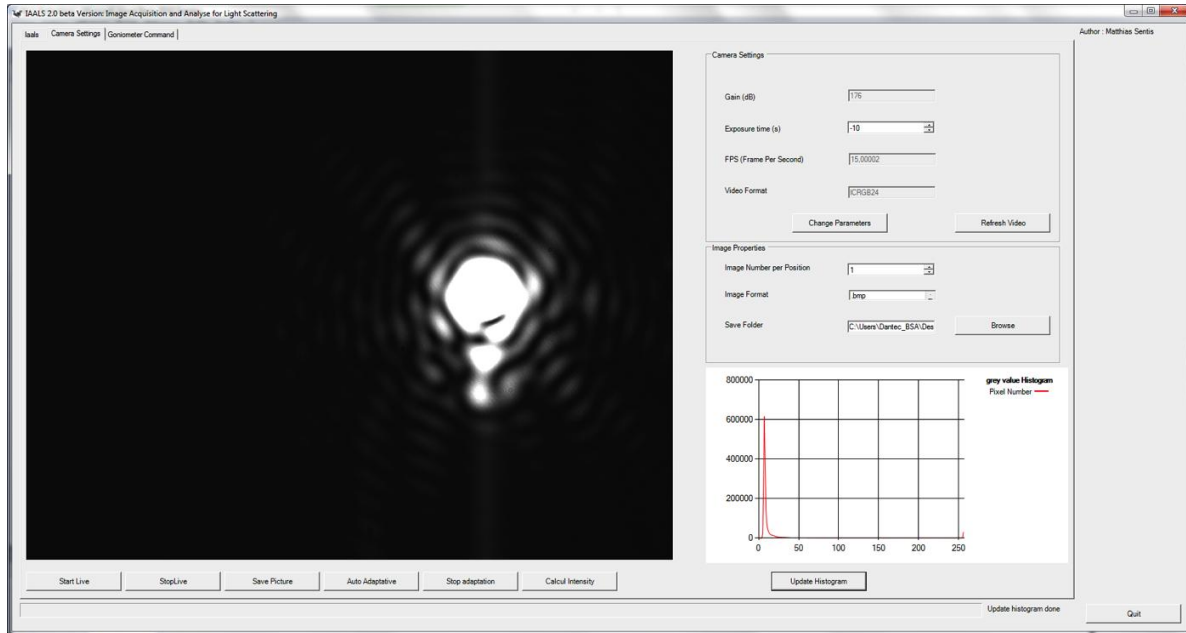 IAALS 2.0 beta Version: Image Acquisition and Analyse for Light Scattering
Iaals Camera Settings Goniometer Command
Author : Matthias Sentis
Camera Settings
Gain (dB) 176
Exposure time (s) -10
FPS (Frame Per Second) 15,00002
Video Format ICRGB24
Change Parameters Refresh Video
Image Properties
Image Number per Position 1
Image Format .bmp
Save Folder C:\Users\Dantec_BSA\Des Browse
800000
600000
400000
200000
0
0 50 100 150 200 250
grey value Histogram
Pixel Number
Start Live StopLive Save Picture Auto Adaptative Stop adaptation Calcul Intensity Update Histogram
Update histogram done
Quit